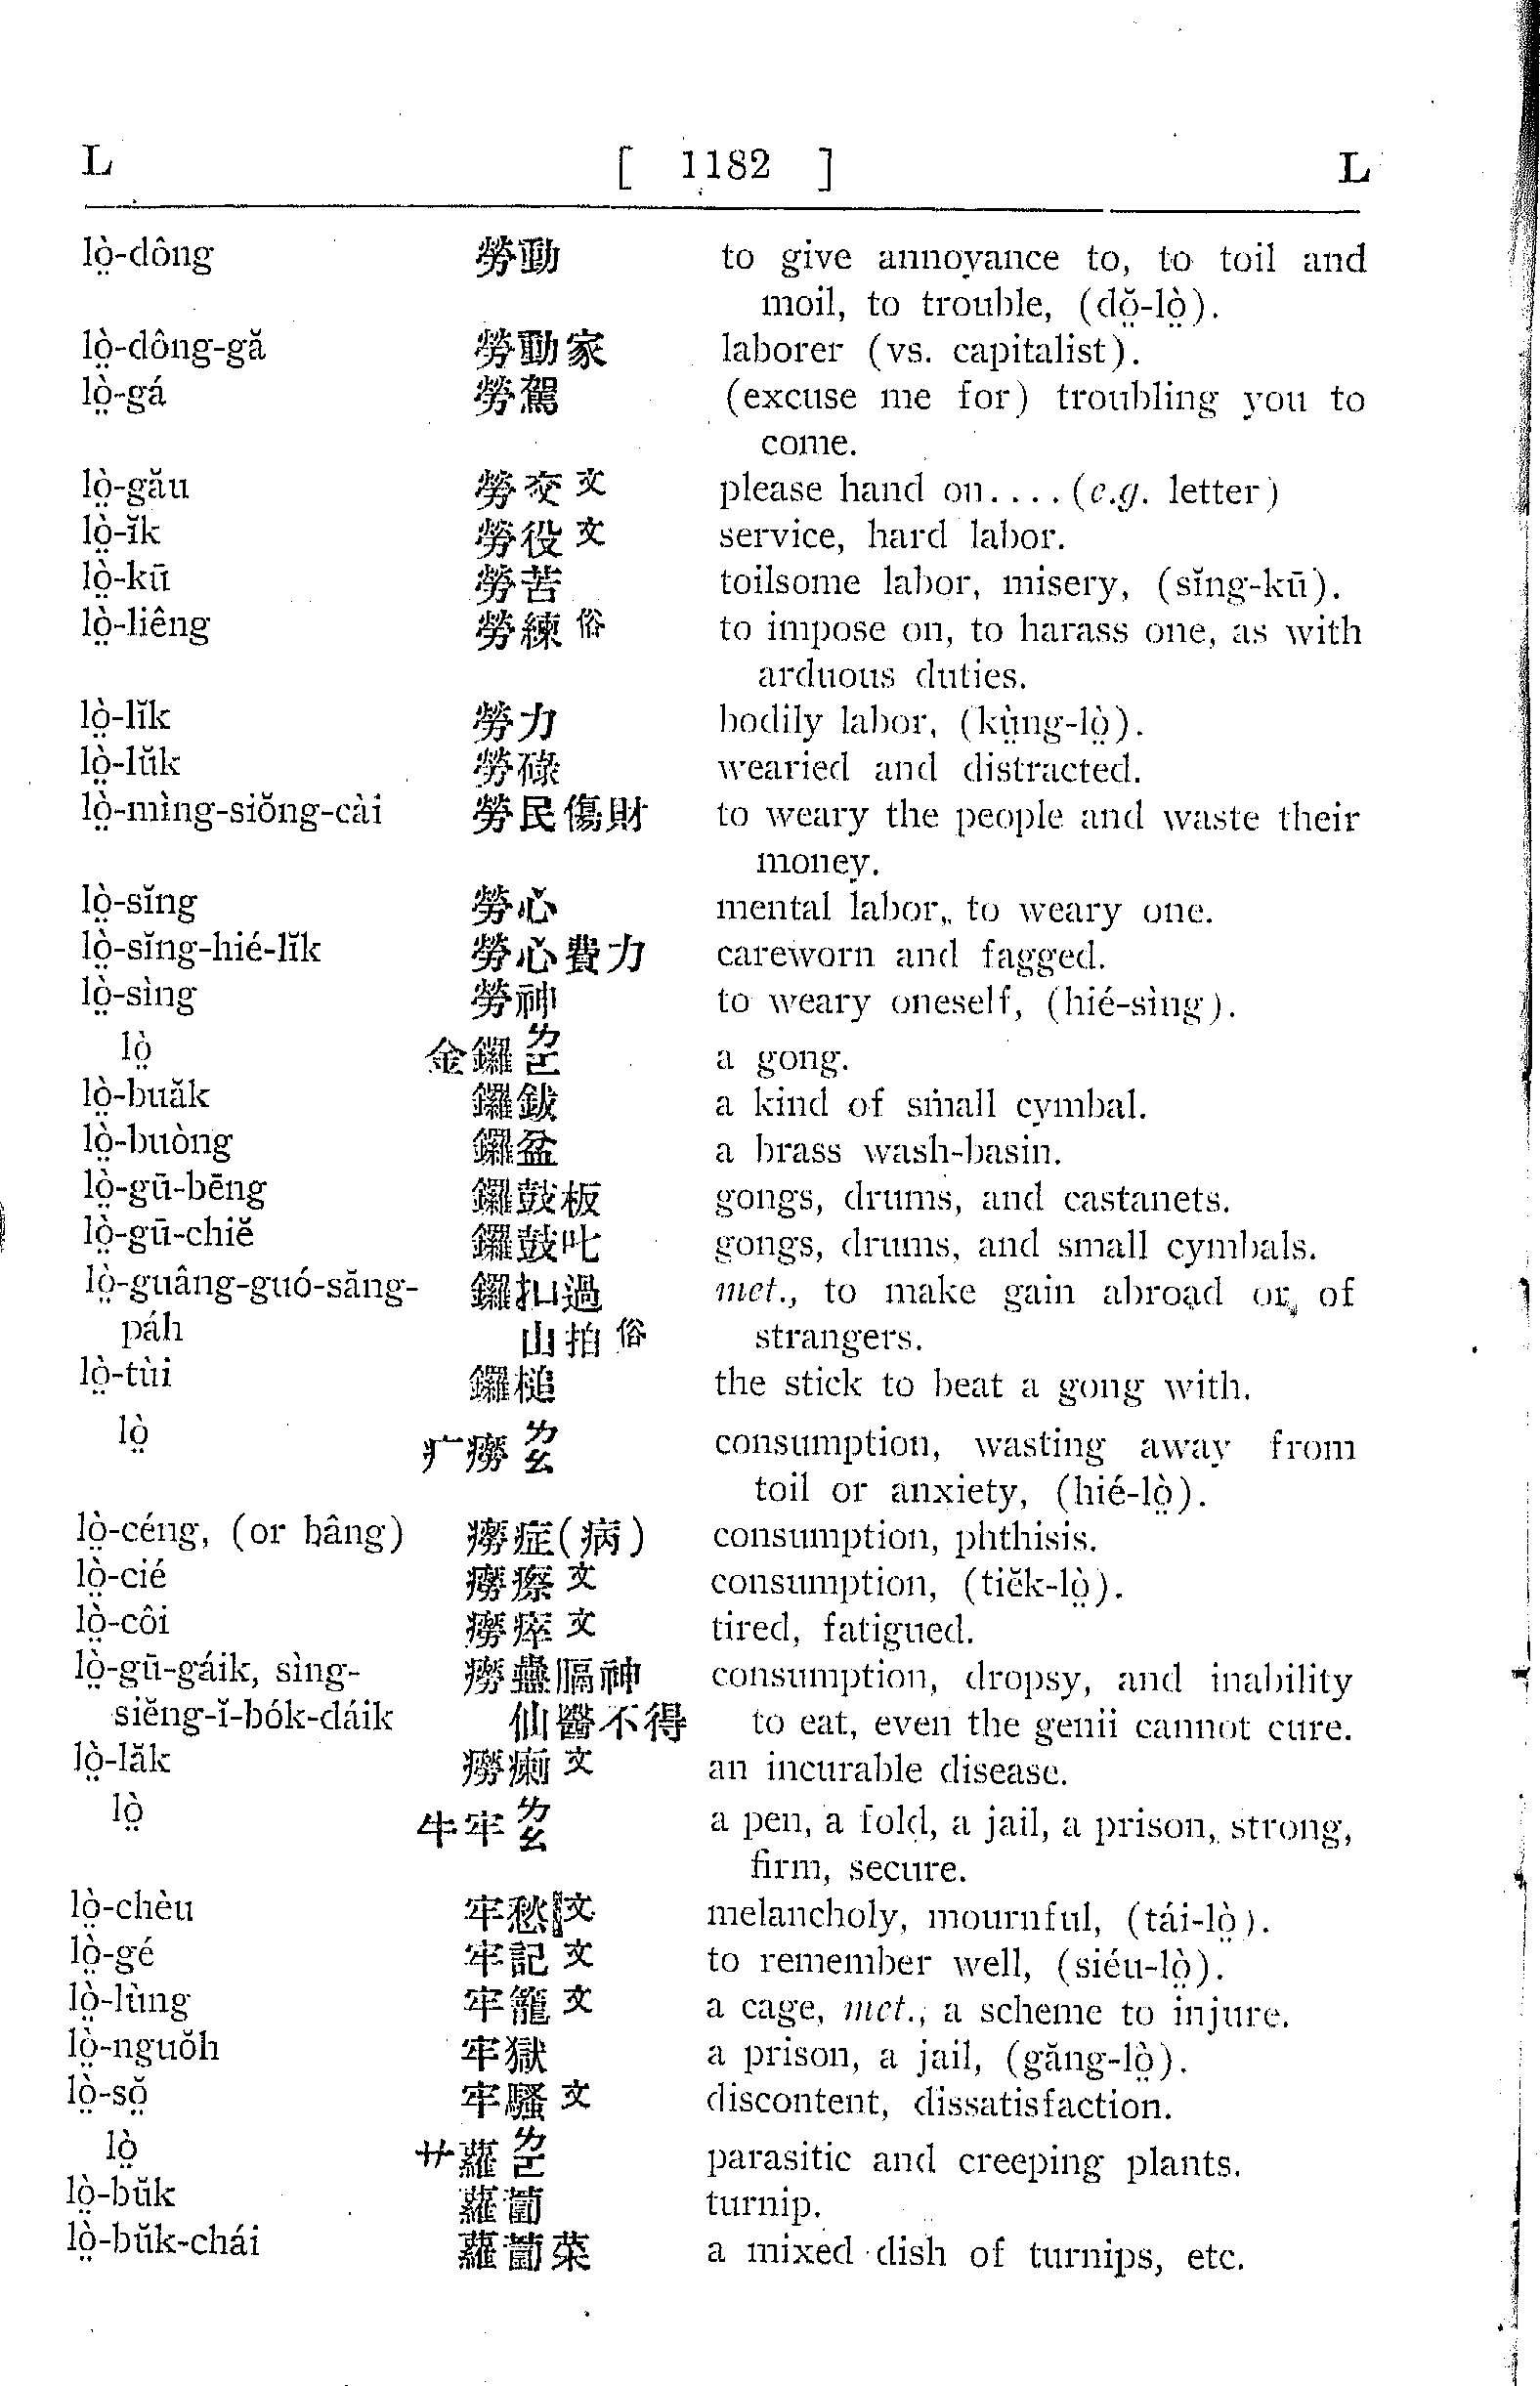 L [ 1182 ] L
lò̤-dông 勞動 to give annoyance to, to toil and
moil, to trouble, (dŏ̤-lò̤).
lò̤-dông-gă 勞動家 laborer (vs. capitalist).
lò̤-gá 勞駕 (excuse me for) troubling you to
come.
lò̤-gău 勞交文 please hand on....(e.g. letter)
lò̤-ĭk 勞役文 service, hard labor.
lò̤-kū 勞苦 toilsome labor, misery, (sĭng-kū).
lò̤-liêng 勞練俗 to impose on, to harass one, as with
arduous duties.
lò̤-lĭk 勞力 bodily labor, (kṳ̀ng-lò̤).
lò̤-lŭk 勞碌 wearied and distracted.
lò̤-mìng-siŏng-cài 勞民傷財 to weary the people and waste their
money.
lò̤-sĭng 勞心 mental labor, to weary one.
lò̤-sĭng-hié-lĭk 勞心費力 careworn and fagged.
lò̤-sìng 勞神 to weary oneself, (hié-sìng).
lò̤ 金鑼ㄌㄛ a gong.
lò̤-buăk 鑼鈸 a kind of small cymbal.
lò̤-buòng 鑼盆 a brass wash-basin.
lò̤-gū-bēng 鑼鼓板 gongs, drums, and castanets.
lò̤-gū-chiĕ 鑼鼓叱 gongs, drums, and small cymbals.
lò̤-guâng-guó-săng- 鑼扣過 met., to make gain abroad or of
páh 山拍俗 strangers.
lò̤-tùi 鑼槌 the stick to beat a gong with.
lò̤ 疒癆ㄌㄠ consumption, wasting away from
toil or anxiety, (hié-lò̤).
lò̤-céng, (or bâng) 癆症(病) consumption, phthisis.
lò̤-cié 癆瘵文 consumption, (tiĕk-lò̤).
lò̤-côi 癆瘁文 tired, fatigued.
lò̤-gū-gáik, sìng- 癆蠱膈神 consumption, dropsy, and inability
siĕng-ĭ-bók-dáik 仙醫不得 to eat, even the genii cannot cure.
lò̤-lăk 癆瘌文 an incurable disease.
lò̤ 牛牢ㄌㄠ a pen, a fold, a jail, a prison, strong,
firm, secure.
lò̤-chèu 牢愁文 melancholy, mournful, (tái-lò̤).
lò̤-gé 牢記文 to remember well, (siéu-lò̤).
lò̤-lùng 牢籠文 a cage, met., a scheme to injure.
lò̤-nguŏh 牢獄 a prison, a jail, (găng-lò̤).
lò̤-sŏ̤ 牢騷文 discontent, dissatisfaction.
lò̤ 艹蘿ㄌㄛ parasitic and creeping plants.
lò̤-bŭk 蘿蔔 turnip.
lò̤-bŭk-chái 蘿蔔菜 a mixed dish of turnips, etc.